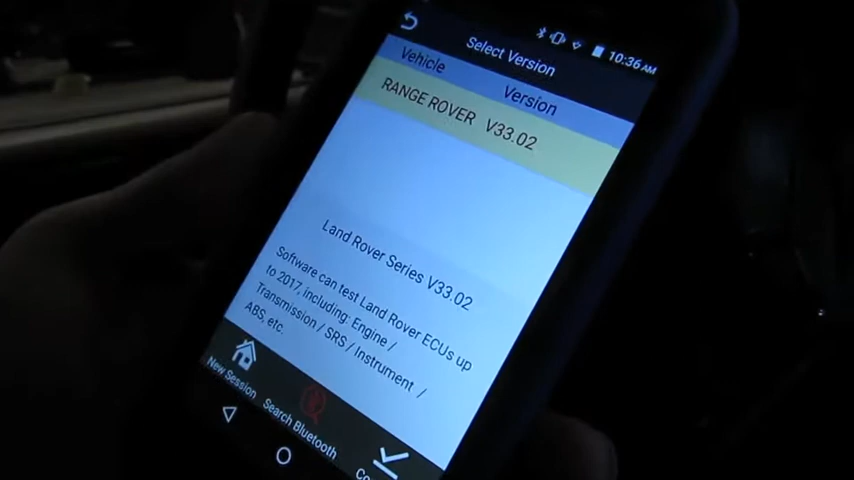 10:36 AM
Select Version
Vehicle Version
RANGE ROVER V33.02
Land Rover Series V33.02
Software can test Land Rover ECUs up
to 2017, including: Engine /
Transmission / SRS / Instrument /
ABS, etc.
New Session
Search Bluetooth